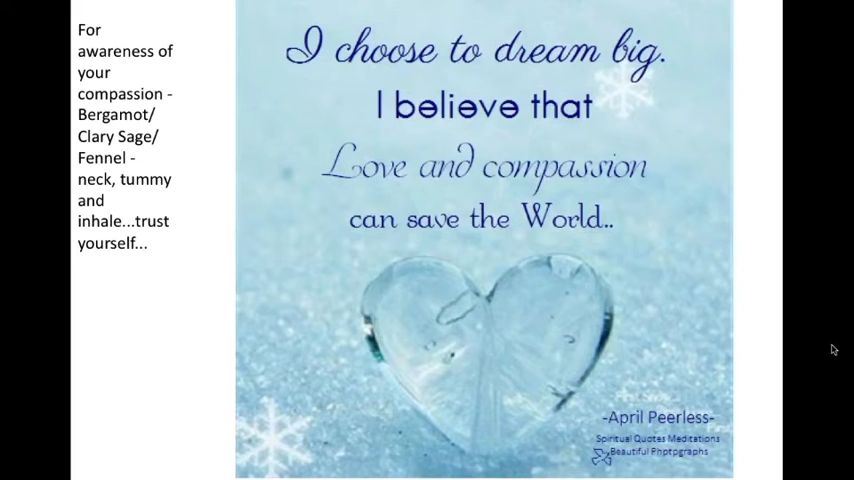 For
awareness of
your
compassion -
Bergamot/
Clary Sage/
Fennel -
neck, tummy
and
inhale...trust
yourself...
I choose to dream big.
I believe that
Love and compassion
can save the World..
-April Peerless-
Spiritual Quotes Meditations
Beautiful Photpgraphs